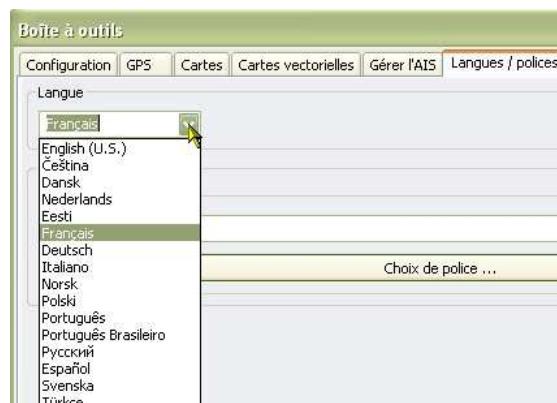 Boîte à outils
Configuration GPS Cartes Cartes vectorielles Gérer l'AIS Langues / polices
Langue
Français
English (U.S.)
Čeština
Dansk
Nederlands
Eesti
Français
Deutsch
Italiano
Norsk
Polski
Português
Português Brasileiro
Русский
Español
Svenska
Türkçe
Choix de police ...